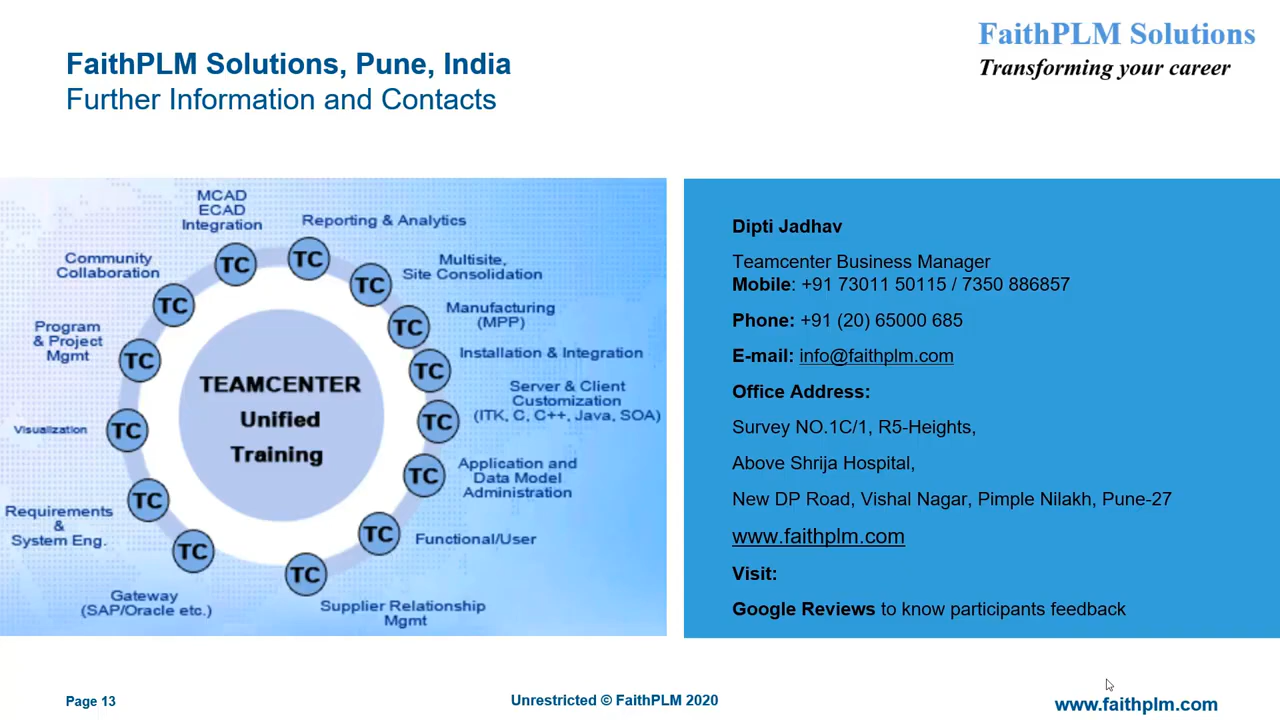 FaithPLM Solutions
Transforming your career
FaithPLM Solutions, Pune, India
Further Information and Contacts
MCAD
ECAD
Integration
Reporting & Analytics
Community
Collaboration
Multisite,
Site Consolidation
Manufacturing
(MPP)
Program
& Project
Mgmt
Installation & Integration
Server & Client
Customization
(ITK, C, C++, Java, SOA)
Visualization
Application and
Data Model
Administration
Requirements
&
System Eng.
Functional/User
Gateway
(SAP/Oracle etc.)
Supplier Relationship
Mgmt
TC
TC
TC
TC
TC
TC
TC
TC
TC
TC
TC
TC
TC
TC
TEAMCENTER
Unified
Training
Dipti Jadhav
Teamcenter Business Manager
Mobile: +91 73011 50115 / 7350 886857
Phone: +91 (20) 65000 685
E-mail: info@faithplm.com
Office Address:
Survey NO.1C/1, R5-Heights,
Above Shrija Hospital,
New DP Road, Vishal Nagar, Pimple Nilakh, Pune-27
www.faithplm.com
Visit:
Google Reviews to know participants feedback
Page 13
Unrestricted © FaithPLM 2020
www.faithplm.com